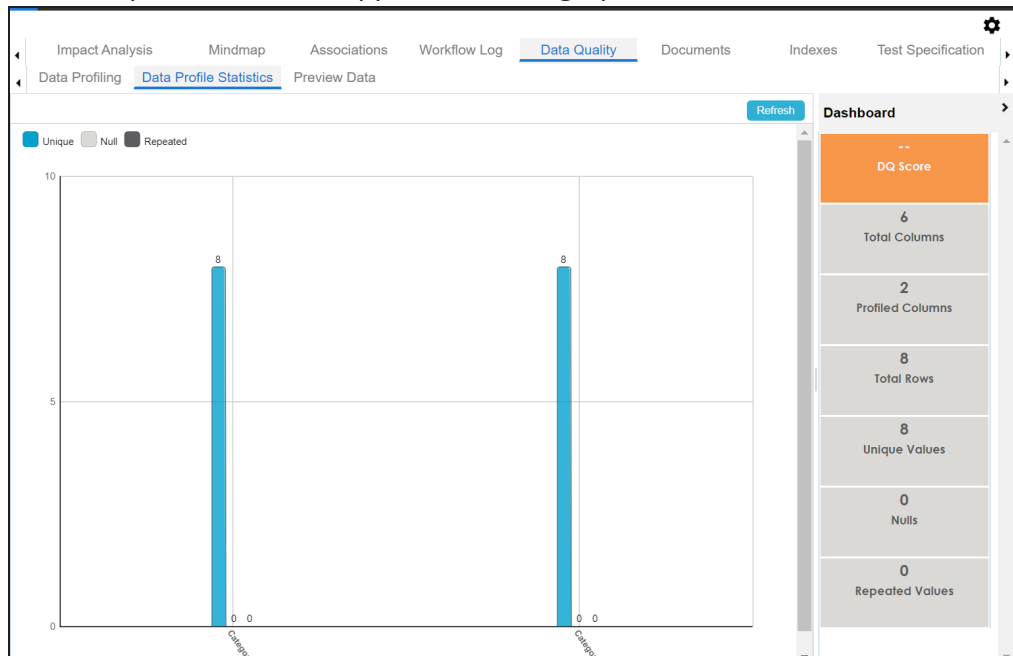 Impact Analysis Mindmap Associations Workflow Log Data Quality Documents Indexes Test Specification
Data Profiling Data Profile Statistics Preview Data
Refresh
Dashboard
Unique Null Repeated
10
8
8
5
0 0
0 0
0
Catego
Catego
--
DQ Score
6
Total Columns
2
Profiled Columns
8
Total Rows
8
Unique Values
0
Nulls
0
Repeated Values